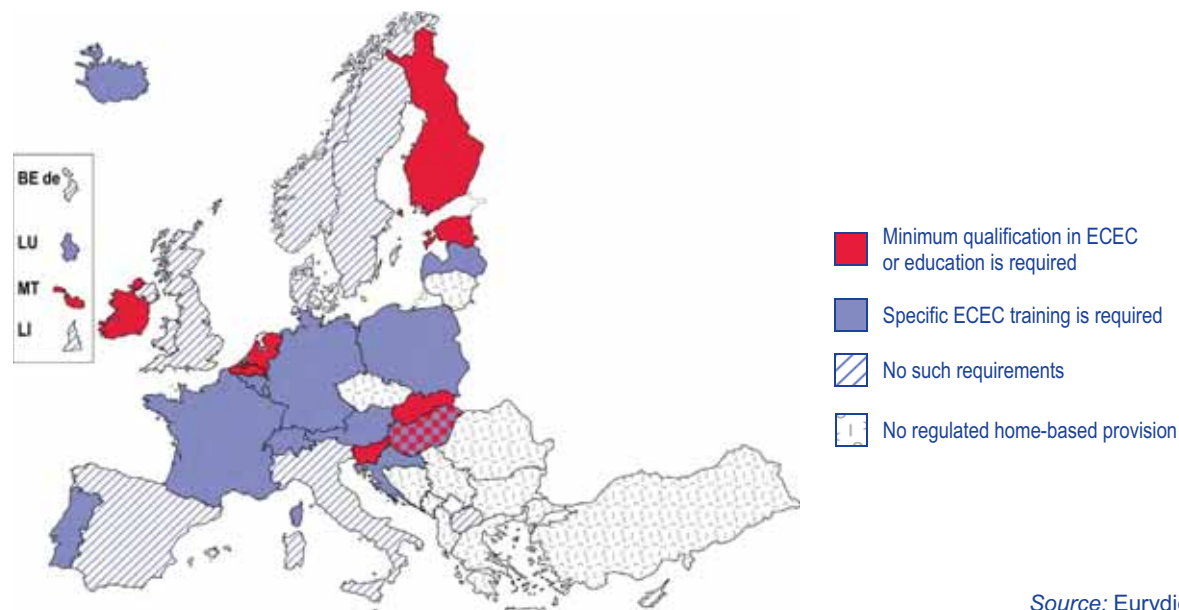 BE de
LU
MT
LI
Minimum qualification in ECEC
or education is required
Specific ECEC training is required
No such requirements
No regulated home-based provision
Source: